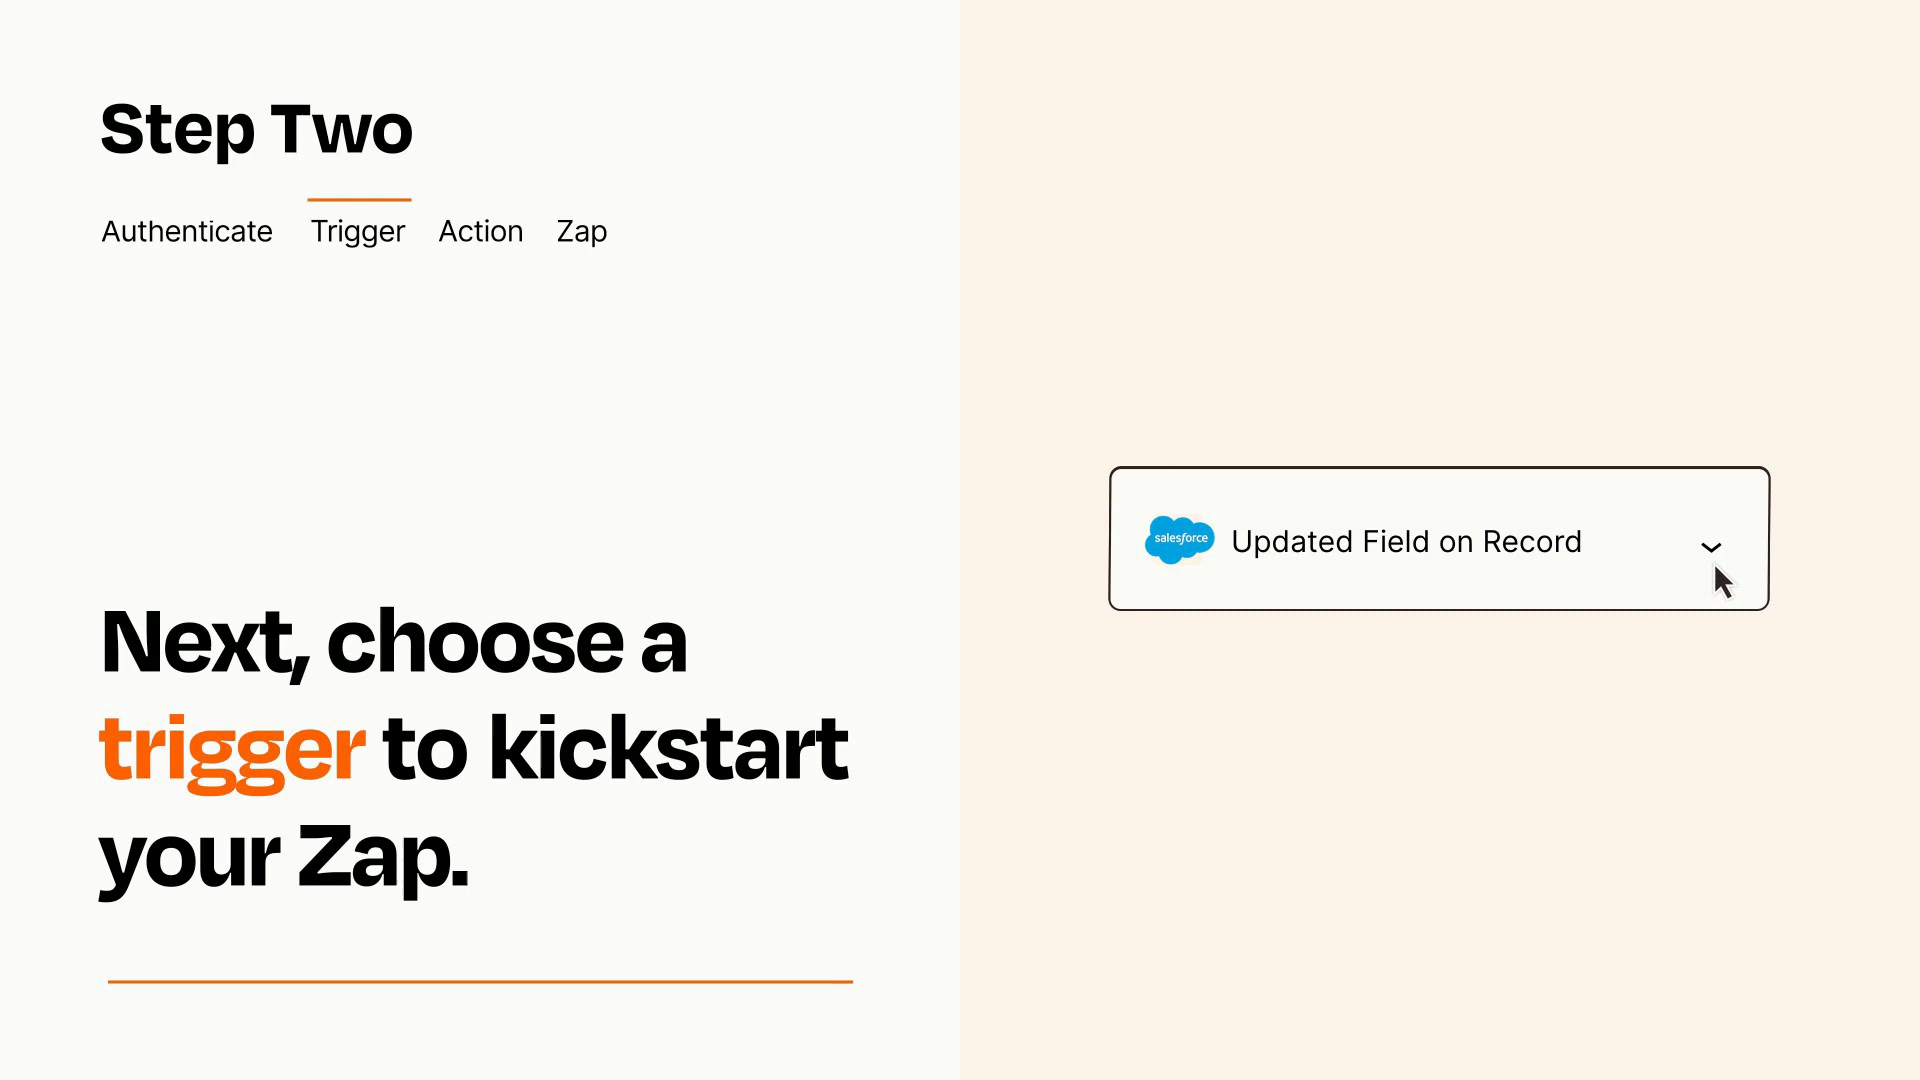 Step Two
Authenticate Trigger Action Zap
Next, choose a
trigger to kickstart
your Zap.
salesforce Updated Field on Record